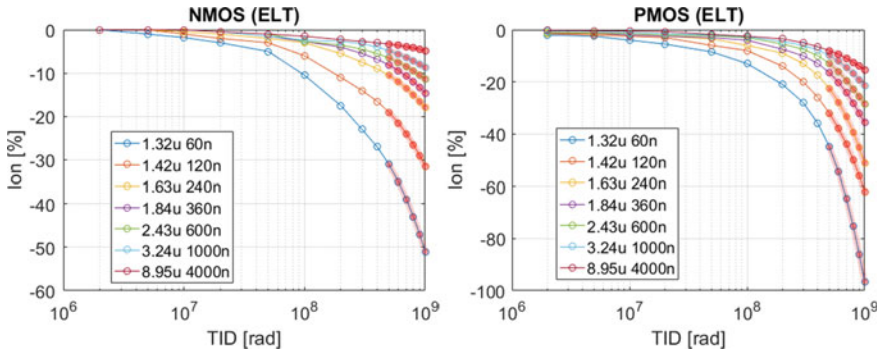 NMOS (ELT)
Ion [%]
0
-10
-20
-30
-40
-50
-60
1.32u 60n
1.42u 120n
1.63u 240n
1.84u 360n
2.43u 600n
3.24u 1000n
8.95u 4000n
10^6
10^7
10^8
10^9
TID [rad]
PMOS (ELT)
Ion [%]
0
-20
-40
-60
-80
-100
1.32u 60n
1.42u 120n
1.63u 240n
1.84u 360n
2.43u 600n
3.24u 1000n
8.95u 4000n
10^6
10^7
10^8
10^9
TID [rad]